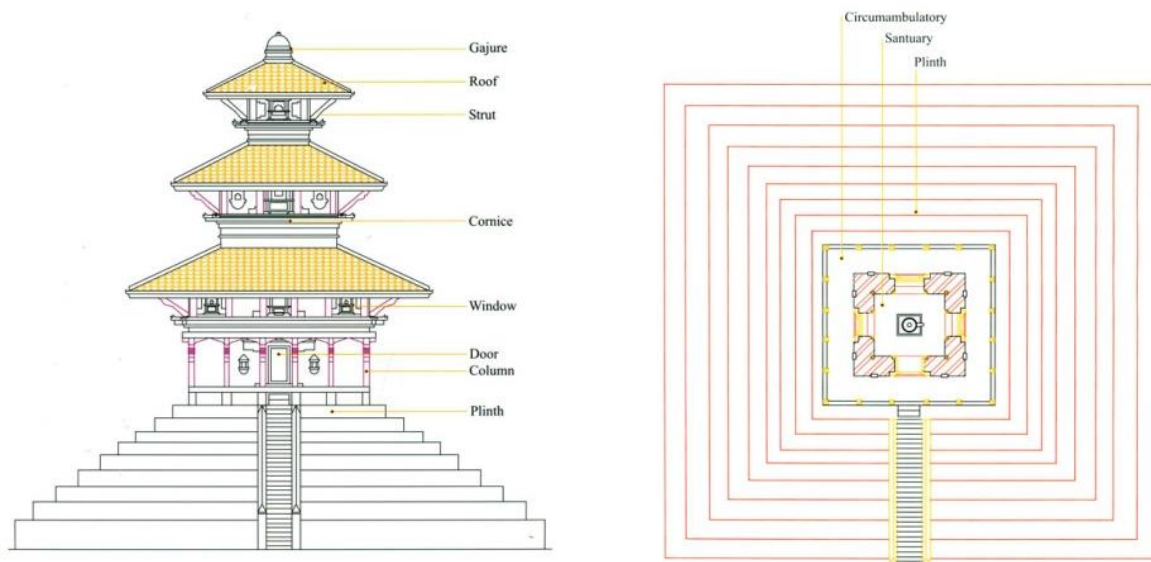 Gajure
Roof
Strut
Cornice
Window
Door
Column
Plinth
Circumambulatory
Santuary
Plinth